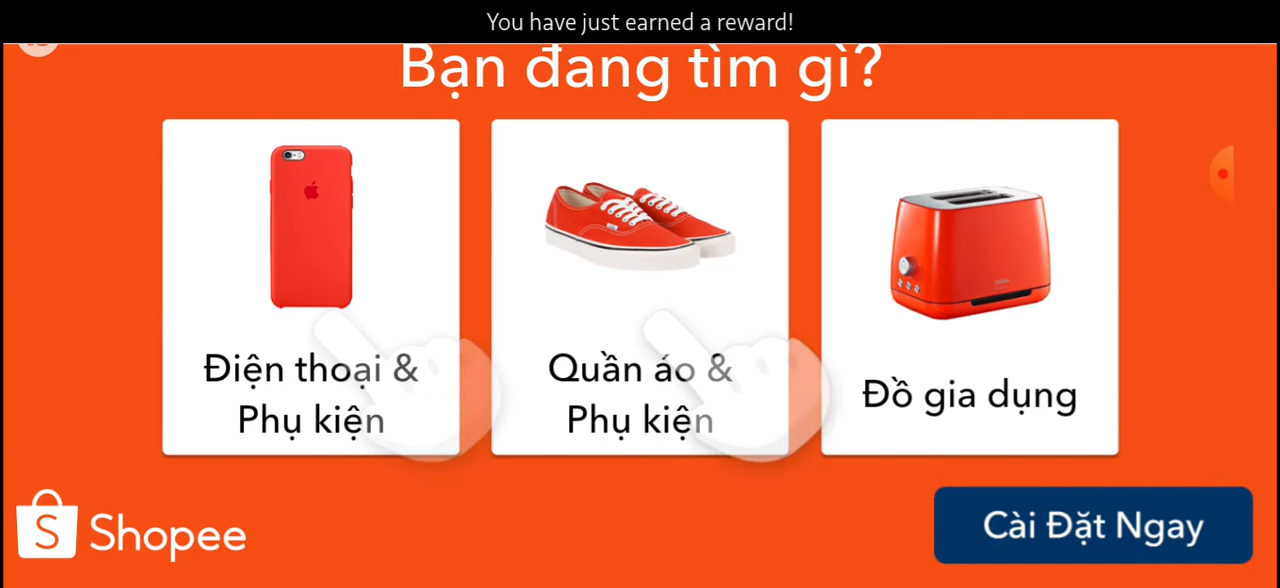 You have just earned a reward!
Bạn đang tìm gì?
Điện thoại &
Phụ kiện
Quần áo &
Phụ kiện
Đồ gia dụng
S Shopee
Cài Đặt Ngay